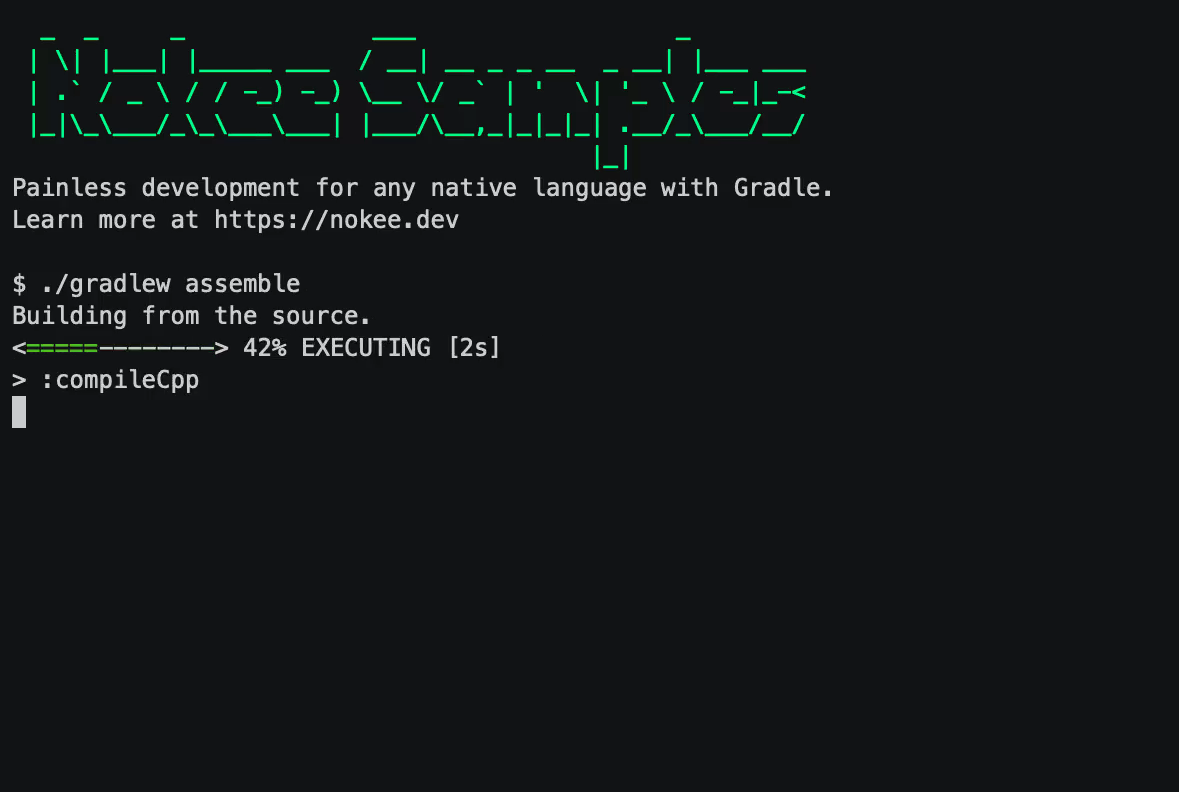 Nokee Samples
Painless development for any native language with Gradle.
Learn more at https://nokee.dev
$ ./gradlew assemble
Building from the source.
<=====--------> 42% EXECUTING [2s]
> :compileCpp